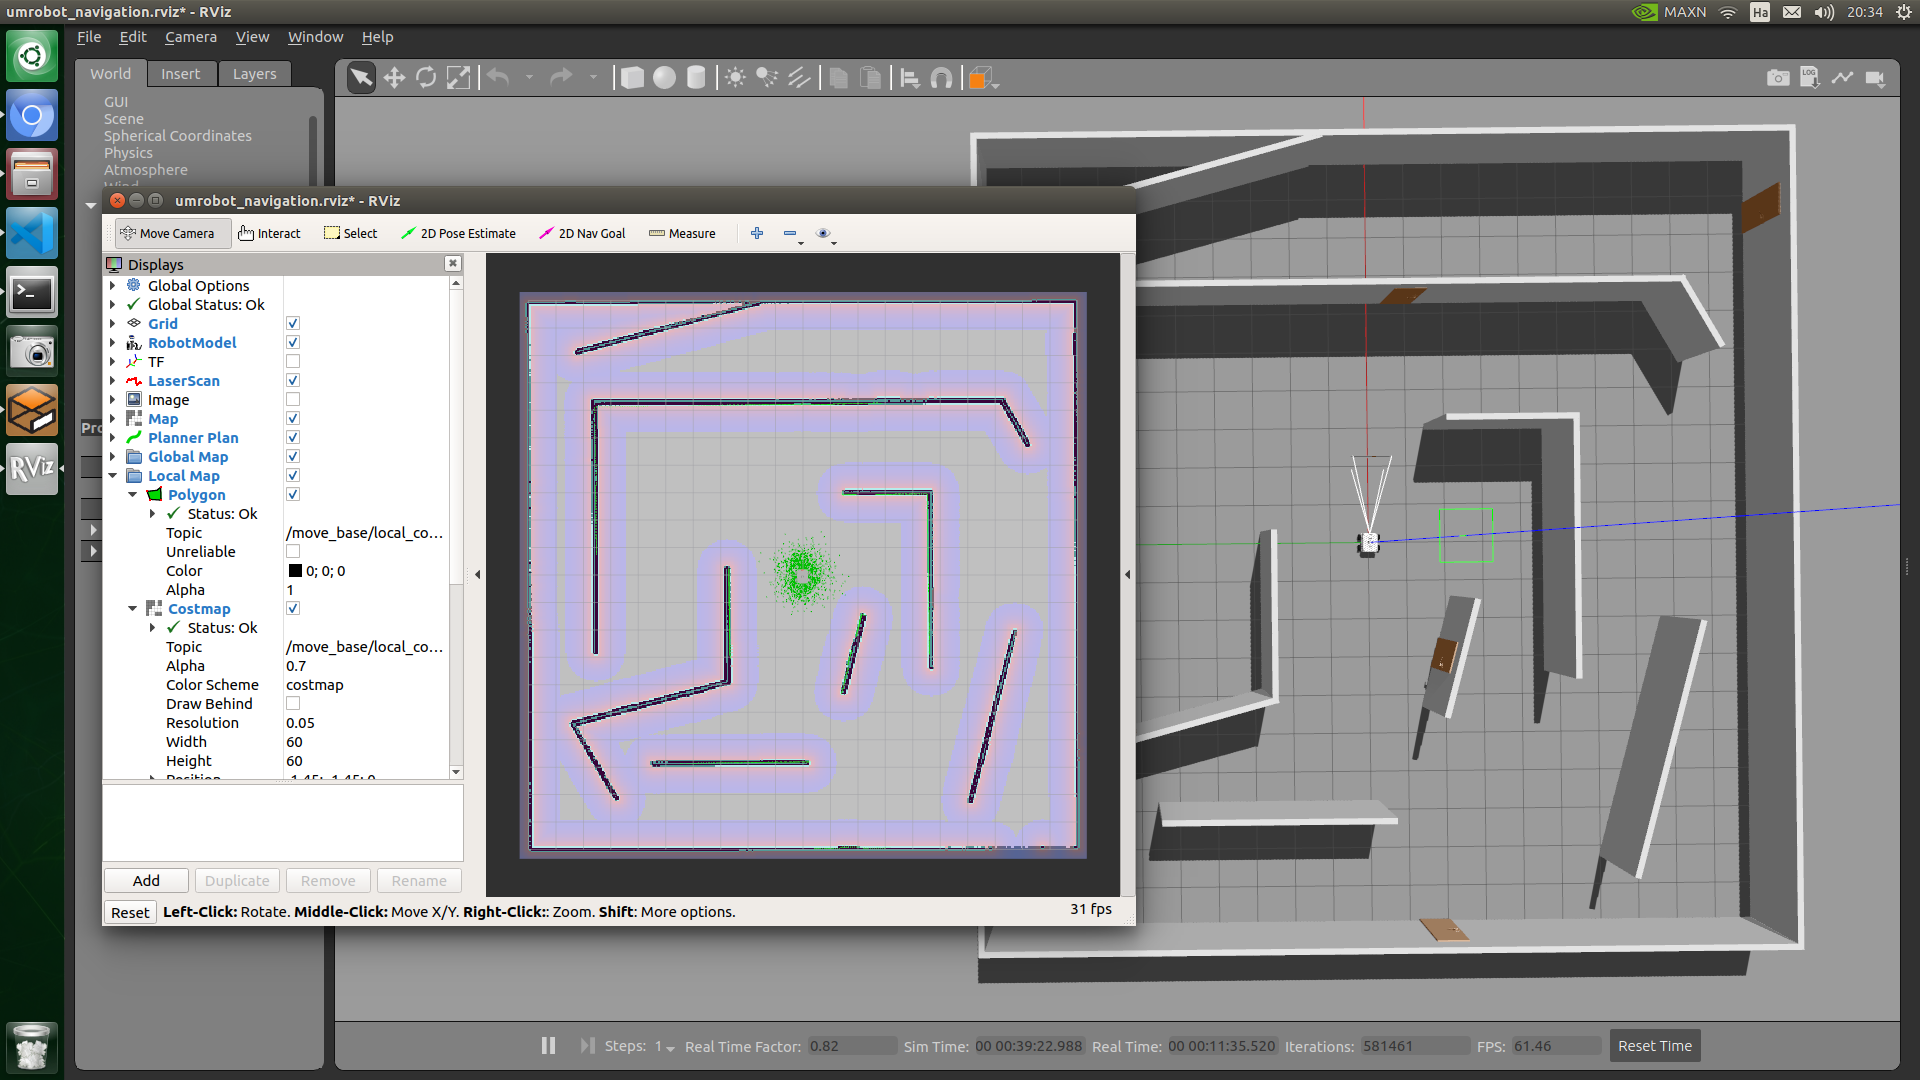 umrobot_navigation.rviz* - RViz
MAXN
Ha
20:34
File Edit Camera View Window Help
World Insert Layers
GUI
Scene
Spherical Coordinates
Physics
Atmosphere
LOG
umrobot_navigation.rviz* - RViz
Move Camera Interact Select 2D Pose Estimate 2D Nav Goal Measure
Displays
Global Options
Global Status: Ok
Grid
RobotModel
TF
LaserScan
Image
Map
Planner Plan
Global Map
Local Map
Polygon
Status: Ok
Topic /move_base/local_co...
Unreliable
Color 0; 0; 0
Alpha 1
Costmap
Status: Ok
Topic /move_base/local_co...
Alpha 0.7
Color Scheme costmap
Draw Behind
Resolution 0.05
Width 60
Height 60
Add Duplicate Remove Rename
Reset Left-Click: Rotate. Middle-Click: Move X/Y. Right-Click:: Zoom. Shift: More options.
31 fps
RViz
Steps: 1 Real Time Factor: 0.82 Sim Time: 00 00:39:22.988 Real Time: 00 00:11:35.520 Iterations: 581461 FPS: 61.46 Reset Time